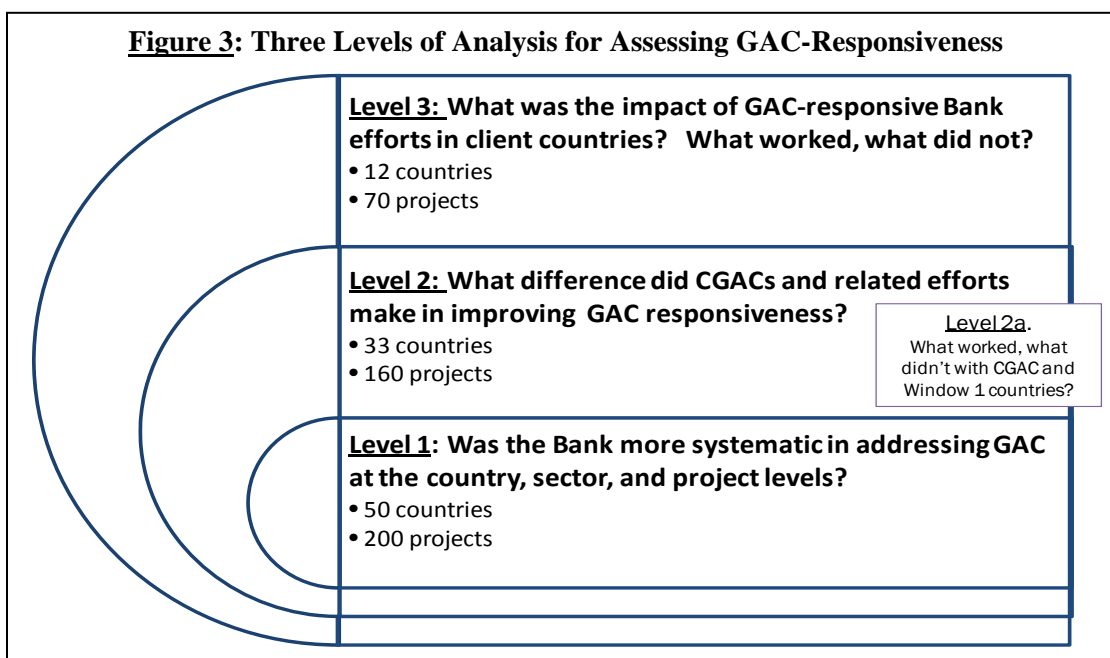 Figure 3: Three Levels of Analysis for Assessing GAC-Responsiveness
Level 3: What was the impact of GAC-responsive Bank
efforts in client countries? What worked, what did not?
• 12 countries
• 70 projects
Level 2: What difference did CGACs and related efforts
make in improving GAC responsiveness?
• 33 countries
• 160 projects
Level 2a.
What worked, what
didn't with CGAC and
Window 1 countries?
Level 1: Was the Bank more systematic in addressing GAC
at the country, sector, and project levels?
• 50 countries
• 200 projects